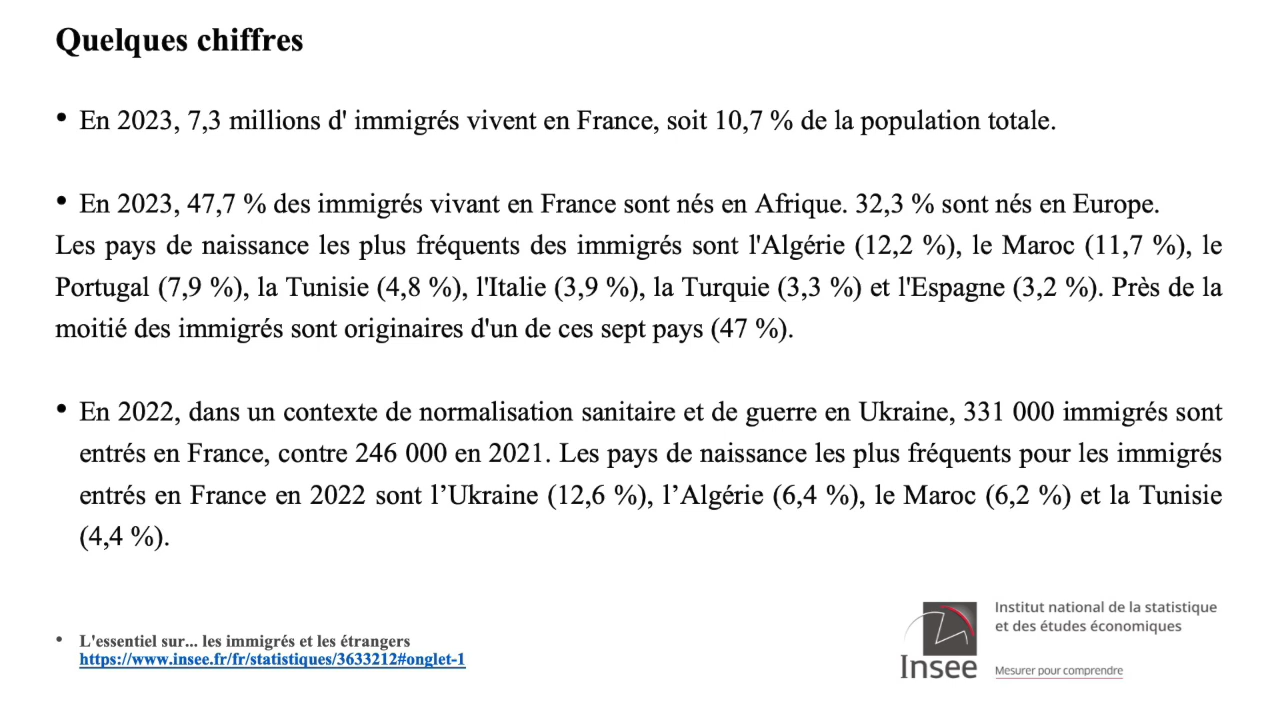 Quelques chiffres
• En 2023, 7,3 millions d' immigrés vivent en France, soit 10,7 % de la population totale.
• En 2023, 47,7 % des immigrés vivant en France sont nés en Afrique. 32,3 % sont nés en Europe.
Les pays de naissance les plus fréquents des immigrés sont l'Algérie (12,2 %), le Maroc (11,7 %), le
Portugal (7,9 %), la Tunisie (4,8 %), l'Italie (3,9 %), la Turquie (3,3 %) et l'Espagne (3,2 %). Près de la
moitié des immigrés sont originaires d'un de ces sept pays (47 %).
• En 2022, dans un contexte de normalisation sanitaire et de guerre en Ukraine, 331 000 immigrés sont
entrés en France, contre 246 000 en 2021. Les pays de naissance les plus fréquents pour les immigrés
entrés en France en 2022 sont l’Ukraine (12,6 %), l’Algérie (6,4 %), le Maroc (6,2 %) et la Tunisie
(4,4 %).
• L'essentiel sur... les immigrés et les étrangers
https://www.insee.fr/fr/statistiques/3633212#onglet-1
Institut national de la statistique
et des études économiques
Insee
Mesurer pour comprendre